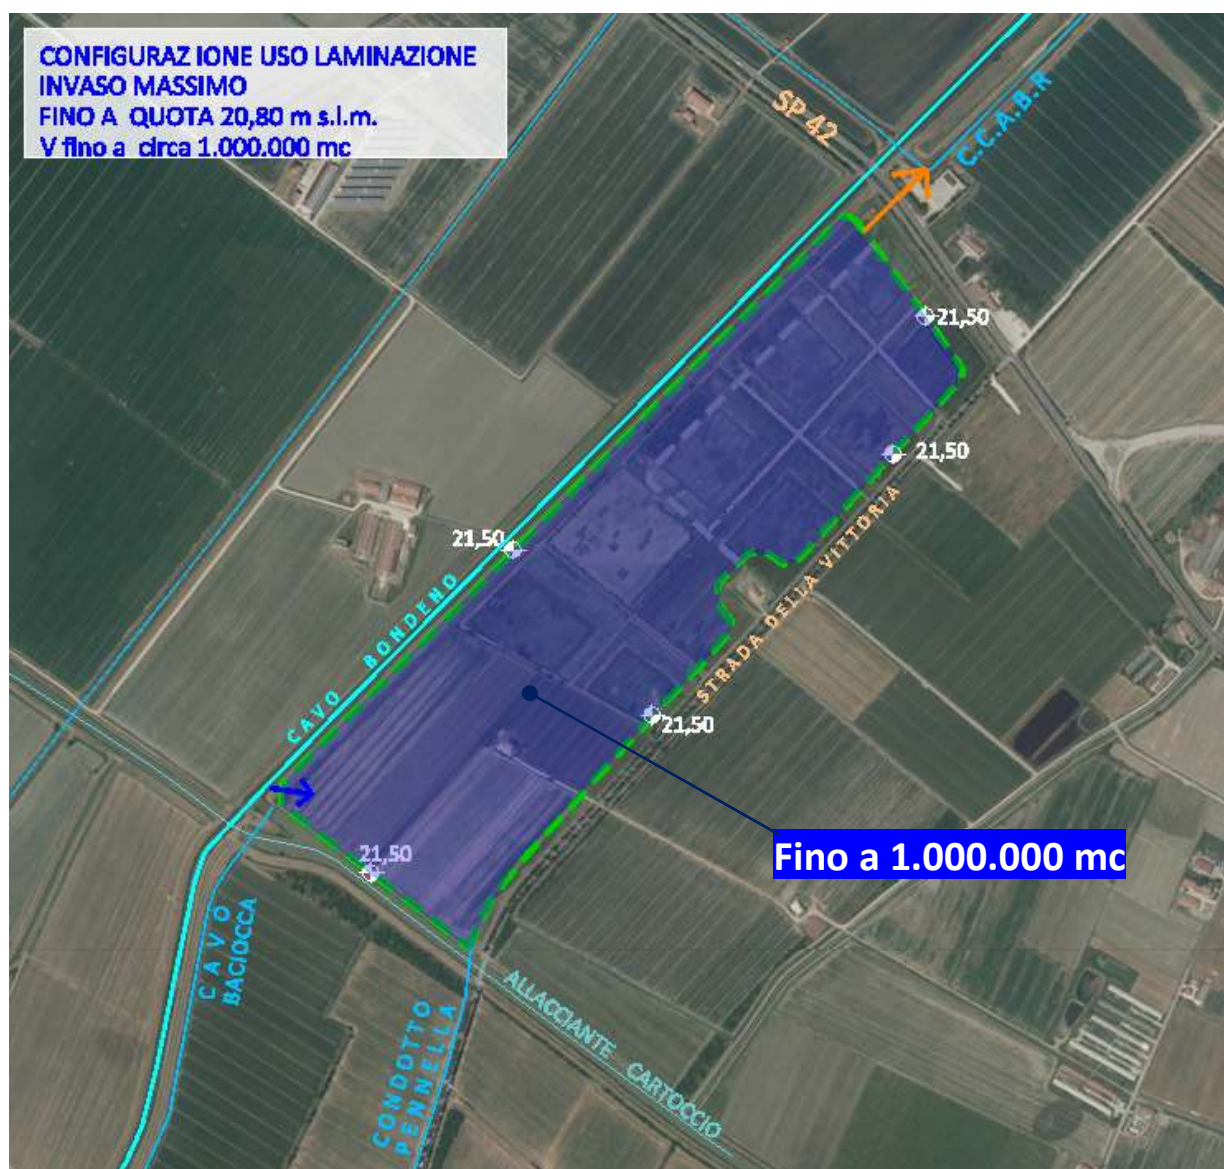 CONFIGURAZ IONE USO LAMINAZIONE
INVASO MASSIMO
FINO A QUOTA 20,80 m s.l.m.
V fino a circa 1.000.000 mc
SP 42
C.C.A.B.R
21,50
21,50
21,50
CAVO BONDENO
STRADA DELLA VITTORIA
21,50
21,50
Fino a 1.000.000 mc
CAVO
BACIOCCA
CONDOTTO
PENNELLA
ALLACCIANTE CARTOCCIO